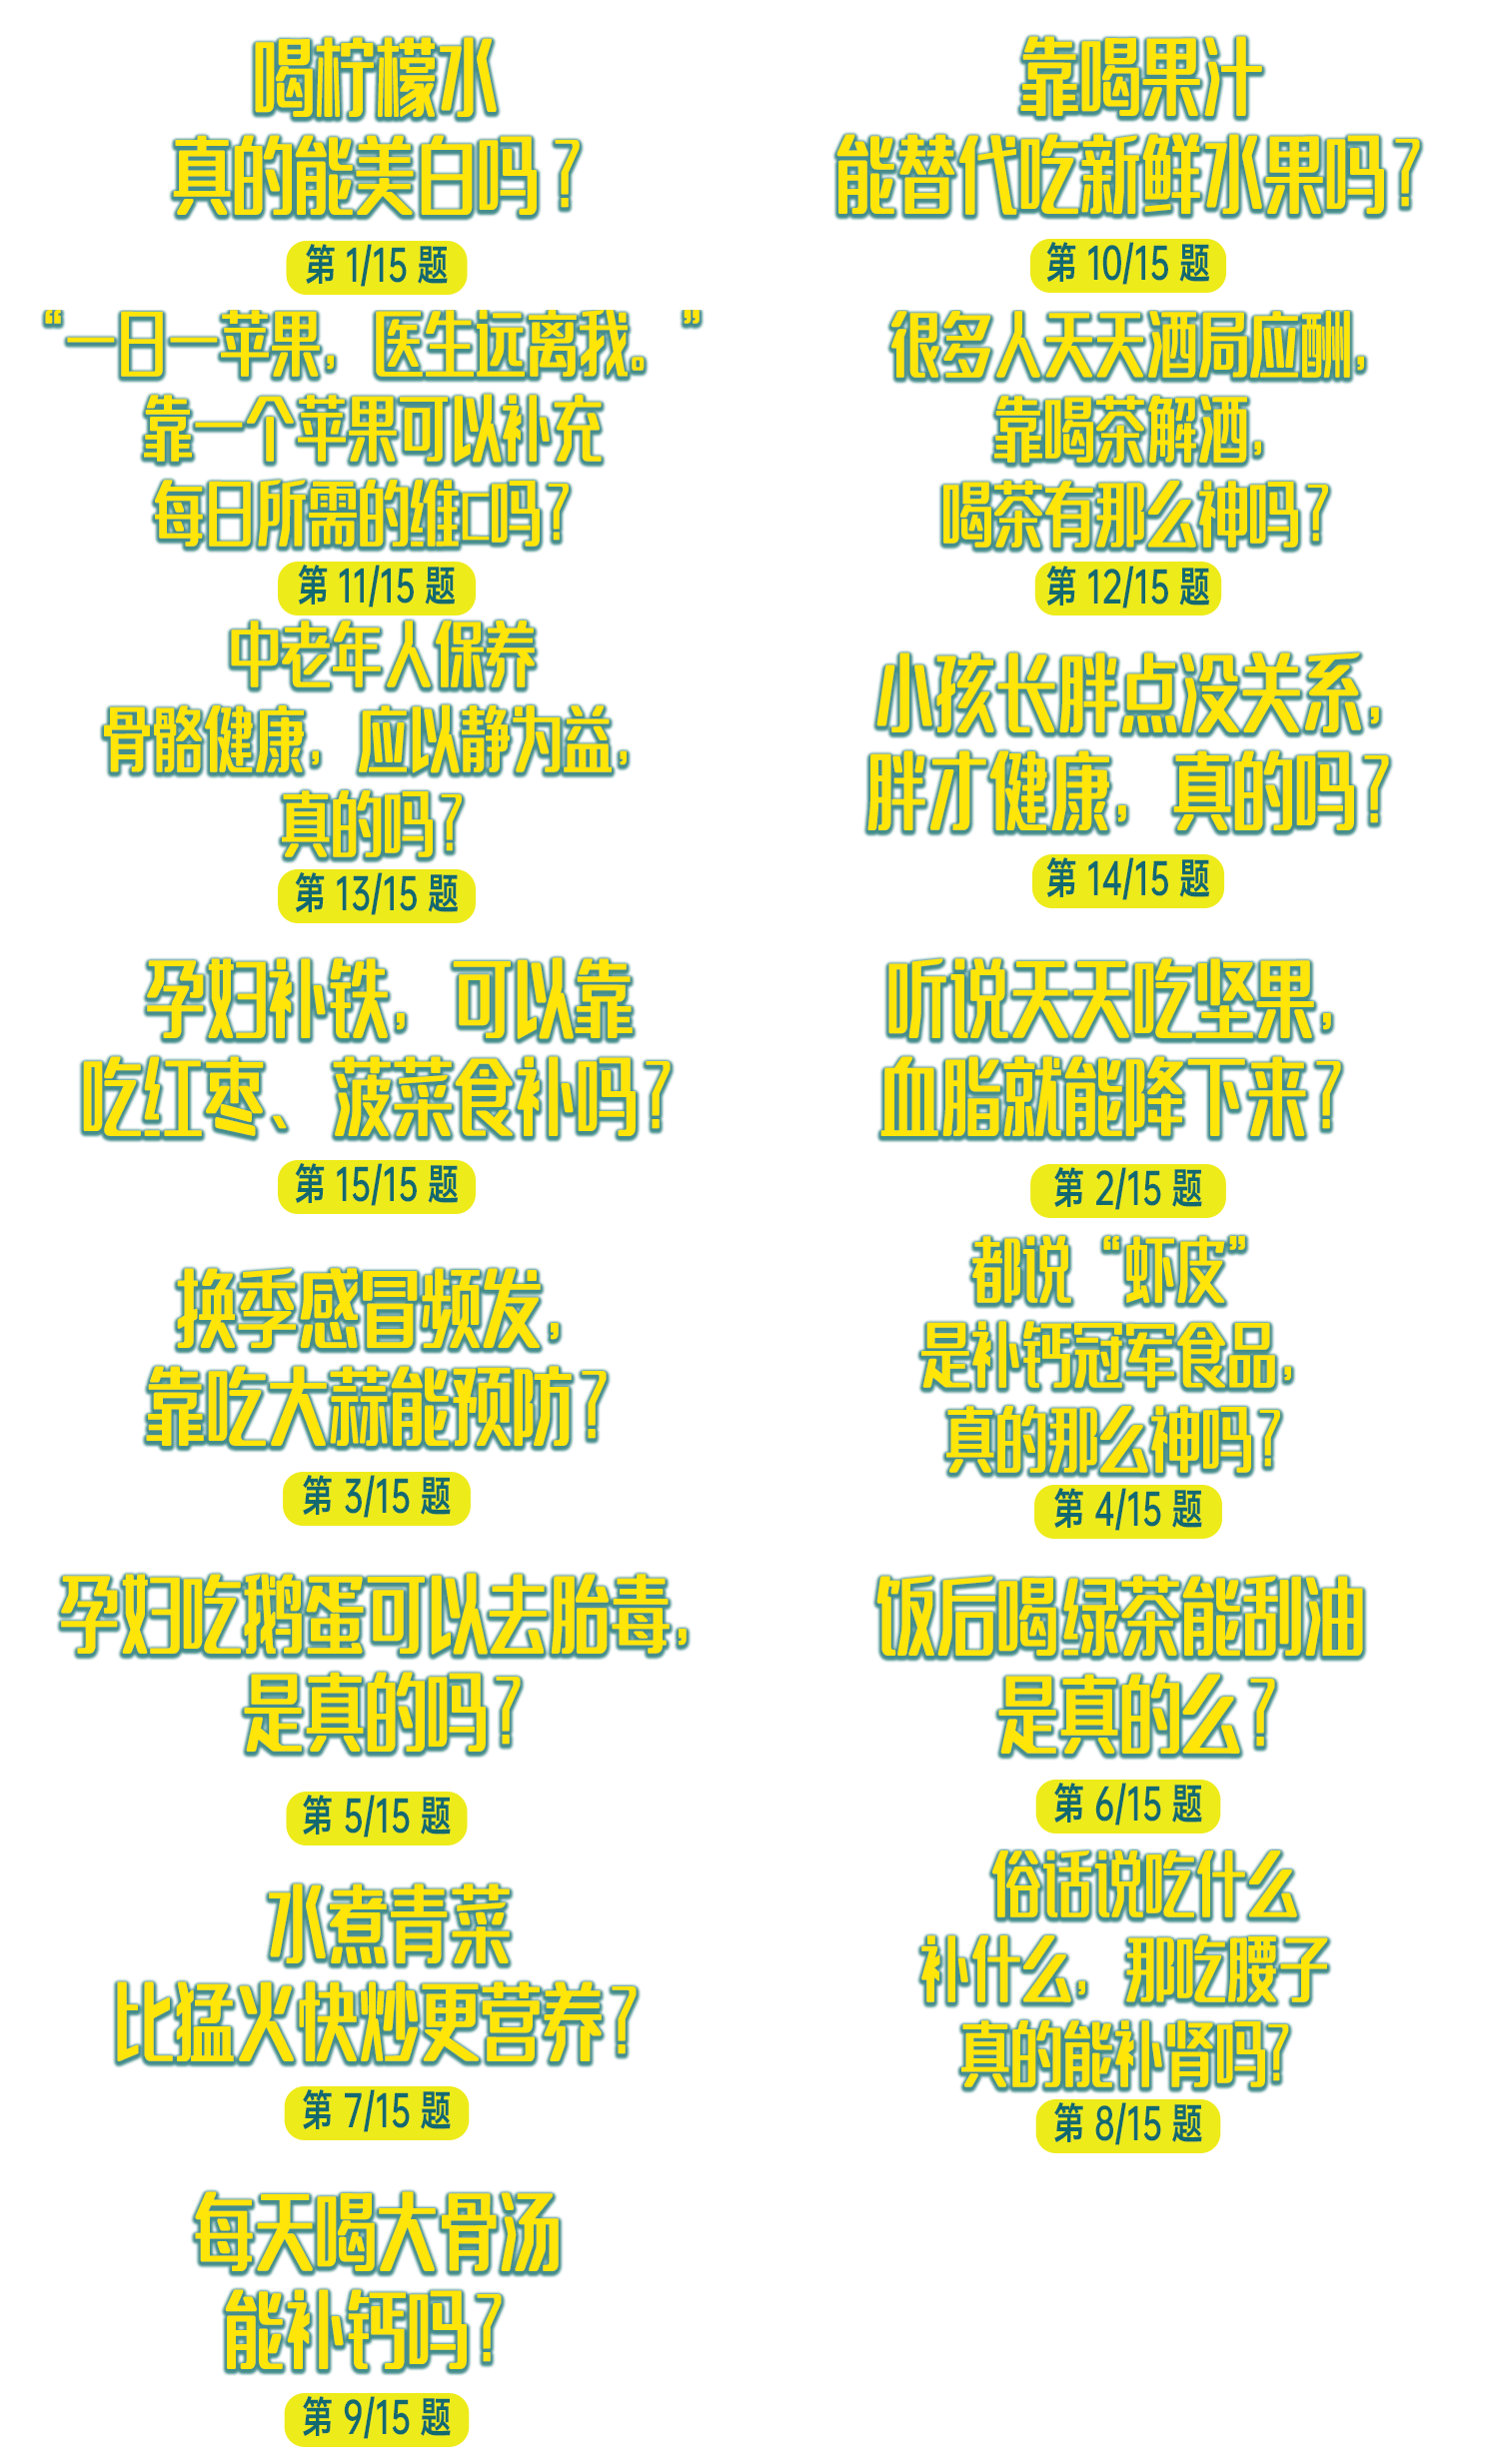 喝柠檬水
真的能美白吗？
第 1/15 题
靠喝果汁
能替代吃新鲜水果吗？
第 10/15 题
“一日一苹果，医生远离我。”
靠一个苹果可以补充
每日所需的维□吗？
第 11/15 题
很多人天天酒局应酬，
靠喝茶解酒，
喝茶有那么神吗？
第 12/15 题
中老年人保养
骨骼健康，应以静为益，
真的吗？
第 13/15 题
小孩长胖点没关系，
胖才健康，真的吗？
第 14/15 题
孕妇补铁，可以靠
吃红枣、菠菜食补吗？
第 15/15 题
听说天天吃坚果，
血脂就能降下来？
第 2/15 题
换季感冒频发，
靠吃大蒜能预防？
第 3/15 题
都说“虾皮”
是补钙冠军食品，
真的那么神吗？
第 4/15 题
孕妇吃鹅蛋可以去胎毒，
是真的吗？
第 5/15 题
饭后喝绿茶能刮油
是真的么？
第 6/15 题
水煮青菜
比猛火快炒更营养？
第 7/15 题
俗话说吃什么
补什么，那吃腰子
真的能补肾吗？
第 8/15 题
每天喝大骨汤
能补钙吗？
第 9/15 题